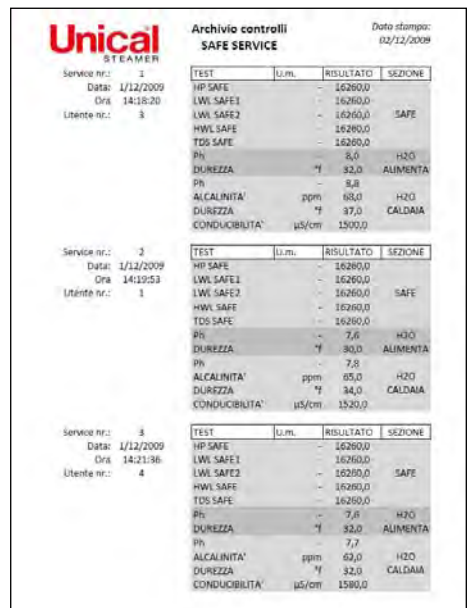 Unical
STEAMER
Archivio controlli
SAFE SERVICE
Data stampa:
02/12/2009
Service nr.: 1
Data: 1/12/2009
Ora 14:18:20
Utente nr.: 3
TEST U.m. RISULTATO SEZIONE
HP SAFE - 16260,0
LWL SAFE1 - 16260,0
LWL SAFE2 - 16260,0 SAFE
HWL SAFE - 16260,0
TDS SAFE - 16260,0
Ph - 8,0 H2O
DUREZZA °f 32,0 ALIMENTA
Ph - 8,8
ALCALINITA' ppm 68,0 H2O
DUREZZA °f 37,0 CALDAIA
CONDUCIBILITA' µS/cm 1500,0
Service nr.: 2
Data: 1/12/2009
Ora 14:19:53
Utente nr.: 1
TEST U.m. RISULTATO SEZIONE
HP SAFE - 16260,0
LWL SAFE1 - 16260,0
LWL SAFE2 - 16260,0 SAFE
HWL SAFE - 16260,0
TDS SAFE - 16260,0
Ph - 7,6 H2O
DUREZZA °f 30,0 ALIMENTA
Ph - 7,8
ALCALINITA' ppm 65,0 H2O
DUREZZA °f 34,0 CALDAIA
CONDUCIBILITA' µS/cm 1520,0
Service nr.: 3
Data: 1/12/2009
Ora 14:21:36
Utente nr.: 4
TEST U.m. RISULTATO SEZIONE
HP SAFE - 16260,0
LWL SAFE1 - 16260,0
LWL SAFE2 - 16260,0 SAFE
HWL SAFE - 16260,0
TDS SAFE - 16260,0
Ph - 7,6 H2O
DUREZZA °f 32,0 ALIMENTA
Ph - 7,7
ALCALINITA' ppm 62,0 H2O
DUREZZA °f 32,0 CALDAIA
CONDUCIBILITA' µS/cm 1580,0